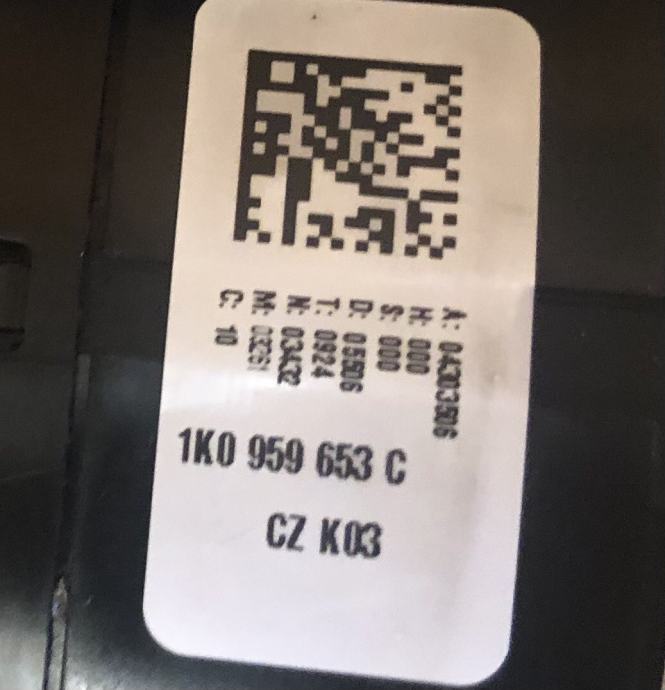 A: 04303506
H: 000
S: 000
D: 05506
T: 0924
N: 03432
M: 03261
C: 10
1K0 959 653 C
CZ K03